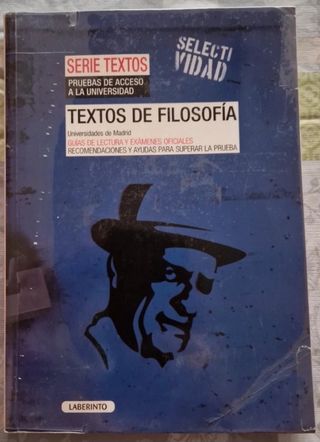 SELECTI
VIDAD
SERIE TEXTOS
PRUEBAS DE ACCESO
A LA UNIVERSIDAD
TEXTOS DE FILOSOFÍA
Universidades de Madrid
GUÍAS DE LECTURA Y EXÁMENES OFICIALES
RECOMENDACIONES Y AYUDAS PARA SUPERAR LA PRUEBA
LABERINTO